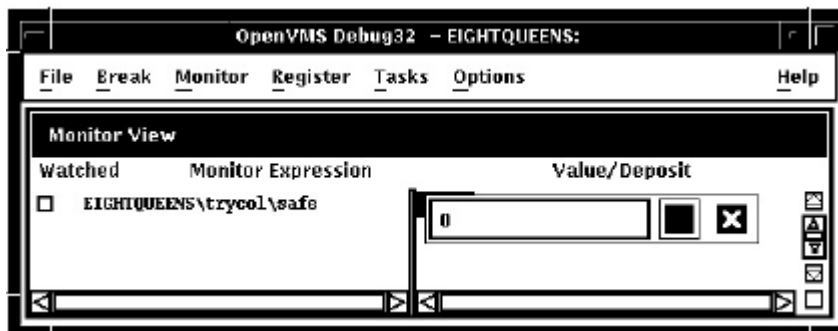 OpenVMS Debug32 - EIGHTQUEENS:
File Break Monitor Register Tasks Options Help
Monitor View
Watched Monitor Expression Value/Deposit
EIGHTQUEENS\trycol\safe 0